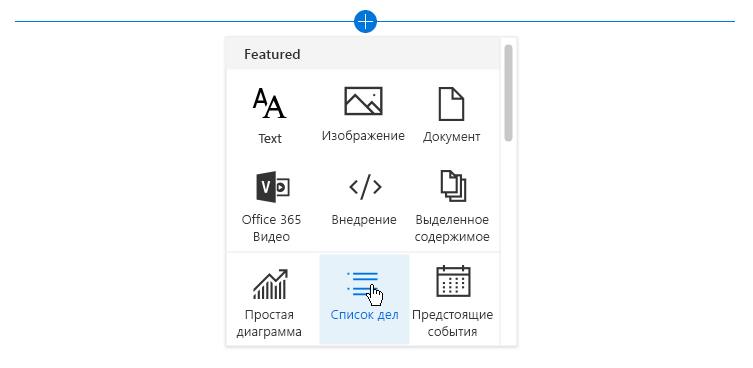 Featured
Text
Изображение
Документ
Office 365
Видео
Внедрение
Выделенное
содержимое
Простая
диаграмма
Список дел
Предстоящие
события